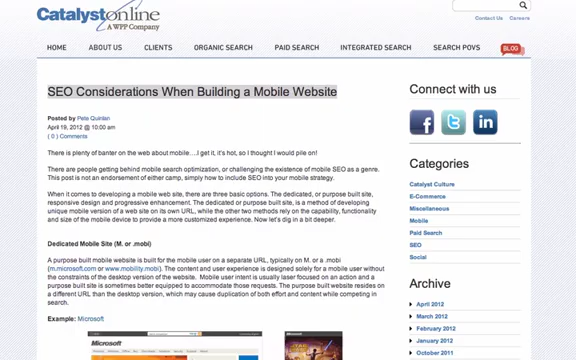 Catalystonline
A WPP Company
Contact Us Careers
HOME ABOUT US CLIENTS ORGANIC SEARCH PAID SEARCH INTEGRATED SEARCH SEARCH POVS BLOG
SEO Considerations When Building a Mobile Website
Posted by Pete Quinlan
April 19, 2012 @ 10:00 am
( 0 ) Comments
There is plenty of banter on the web about mobile....I get it, it's hot, so I thought I would pile on!
There are people getting behind mobile search optimization, or challenging the existence of mobile SEO as a genre.
This post is not an endorsement of either camp, simply how to include SEO into your mobile strategy.
When it comes to developing a mobile web site, there are three basic options. The dedicated, or purpose built site,
responsive design and progressive enhancement. The dedicated or purpose built site, is a method of developing
unique mobile version of a web site on its own URL, while the other two methods rely on the capability, functionality
and size of the mobile device to provide a more customized experience. Now let's dig in a bit deeper.
Dedicated Mobile Site (M. or .mobi)
A purpose built mobile website is built for the mobile user on a separate URL, typically on M. or a .mobi
(m.microsoft.com or www.mobility.mobi). The content and user experience is designed solely for a mobile user without
the constraints of the desktop version of the website. Mobile user intent is usually laser focused on an action and a
purpose built site is sometimes better equipped to accommodate those requests. The purpose built website resides on
a different URL than the desktop version, which may cause duplication of both effort and content while competing in
search.
Example: Microsoft
Microsoft
Connect with us
Categories
Catalyst Culture
E-Commerce
Miscellaneous
Mobile
Paid Search
SEO
Social
Archive
April 2012
March 2012
February 2012
January 2012
October 2011